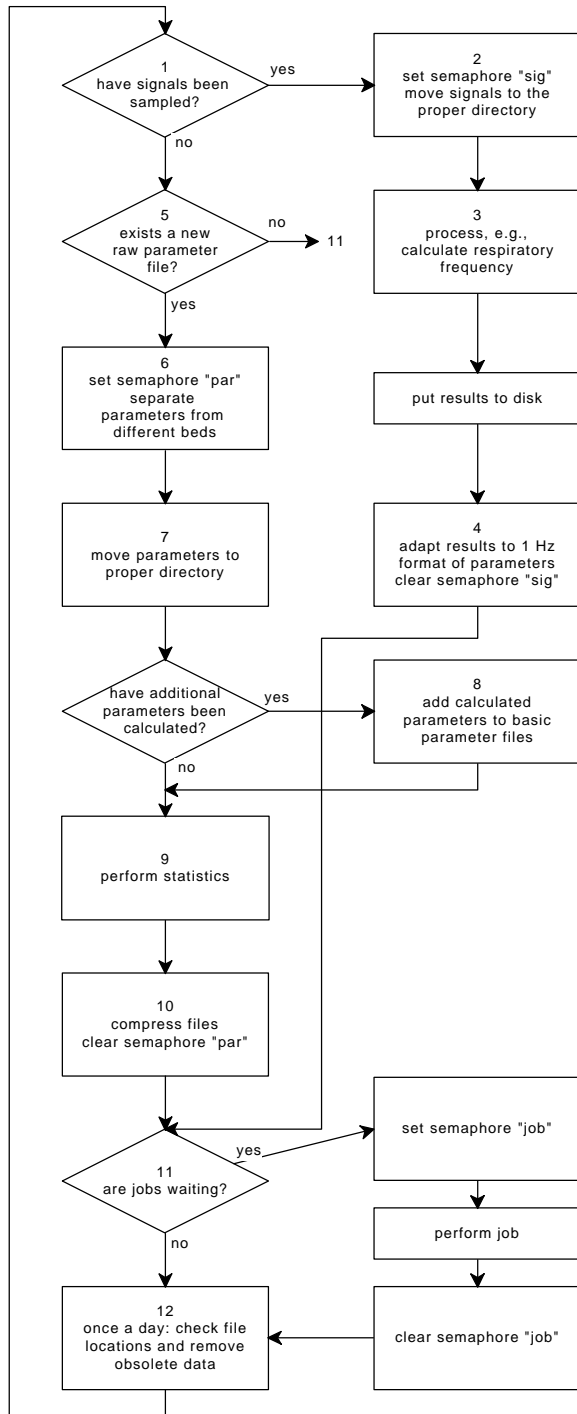 1
have signals been
sampled?
yes
no
2
set semaphore "sig"
move signals to the
proper directory
3
process, e.g.,
calculate respiratory
frequency
put results to disk
4
adapt results to 1 Hz
format of parameters
clear semaphore "sig"
5
exists a new
raw parameter
file?
no
11
yes
6
set semaphore "par"
separate
parameters from
different beds
7
move parameters to
proper directory
have additional
parameters been
calculated?
yes
no
8
add calculated
parameters to basic
parameter files
9
perform statistics
10
compress files
clear semaphore "par"
11
are jobs waiting?
yes
no
set semaphore "job"
perform job
clear semaphore "job"
12
once a day: check file
locations and remove
obsolete data